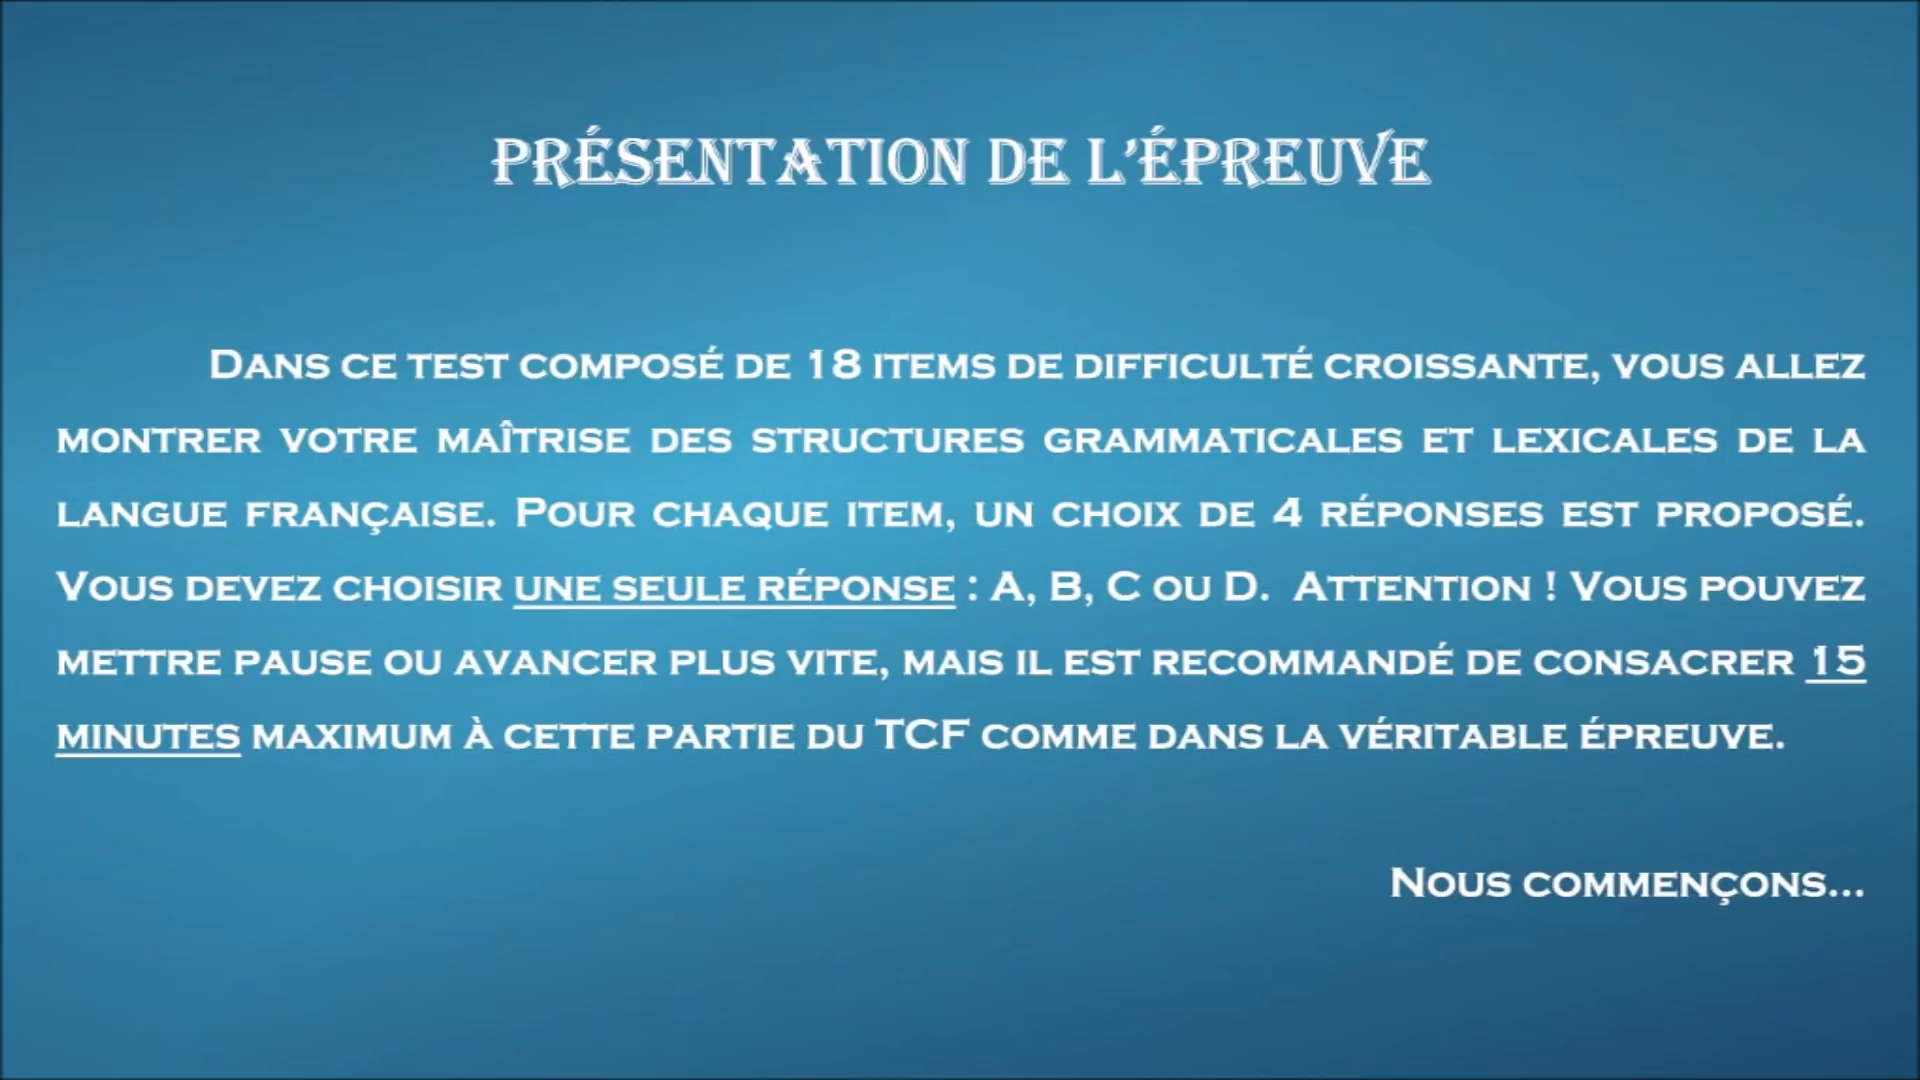 PRÉSENTATION DE L'ÉPREUVE
DANS CE TEST COMPOSÉ DE 18 ITEMS DE DIFFICULTÉ CROISSANTE, VOUS ALLEZ
MONTRER VOTRE MAÎTRISE DES STRUCTURES GRAMMATICALES ET LEXICALES DE LA
LANGUE FRANÇAISE. POUR CHAQUE ITEM, UN CHOIX DE 4 RÉPONSES EST PROPOSÉ.
VOUS DEVEZ CHOISIR UNE SEULE RÉPONSE : A, B, C OU D. ATTENTION ! VOUS POUVEZ
METTRE PAUSE OU AVANCER PLUS VITE, MAIS IL EST RECOMMANDÉ DE CONSACRER 15
MINUTES MAXIMUM À CETTE PARTIE DU TCF COMME DANS LA VÉRITABLE ÉPREUVE.
NOUS COMMENÇONS...